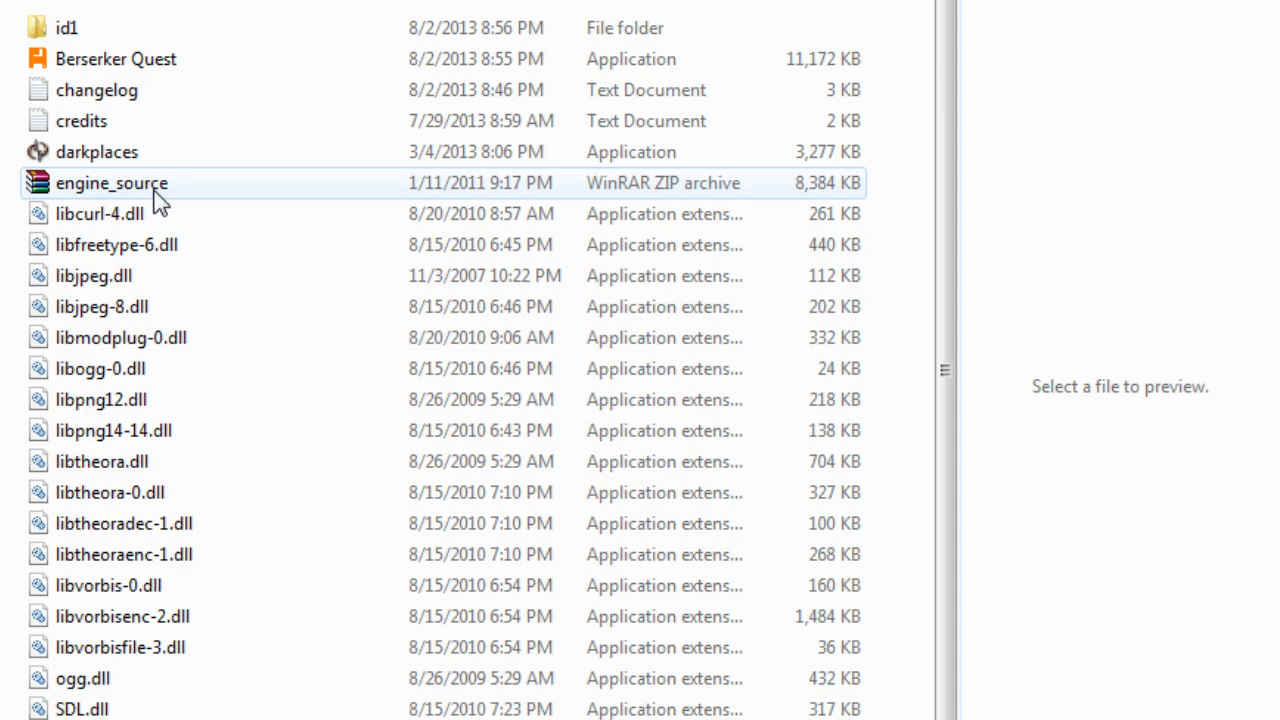 id1 8/2/2013 8:56 PM File folder
Berserker Quest 8/2/2013 8:55 PM Application 11,172 KB
changelog 8/2/2013 8:46 PM Text Document 3 KB
credits 7/29/2013 8:59 AM Text Document 2 KB
darkplaces 3/4/2013 8:06 PM Application 3,277 KB
engine_source 1/11/2011 9:17 PM WinRAR ZIP archive 8,384 KB
libcurl-4.dll 8/20/2010 8:57 AM Application extens... 261 KB
libfreetype-6.dll 8/15/2010 6:45 PM Application extens... 440 KB
libjpeg.dll 11/3/2007 10:22 PM Application extens... 112 KB
libjpeg-8.dll 8/15/2010 6:46 PM Application extens... 202 KB
libmodplug-0.dll 8/20/2010 9:06 AM Application extens... 332 KB
libogg-0.dll 8/15/2010 6:46 PM Application extens... 24 KB
Select a file to preview.
libpng12.dll 8/26/2009 5:29 AM Application extens... 218 KB
libpng14-14.dll 8/15/2010 6:43 PM Application extens... 138 KB
libtheora.dll 8/26/2009 5:29 AM Application extens... 704 KB
libtheora-0.dll 8/15/2010 7:10 PM Application extens... 327 KB
libtheoradec-1.dll 8/15/2010 7:10 PM Application extens... 100 KB
libtheoraenc-1.dll 8/15/2010 7:10 PM Application extens... 268 KB
libvorbis-0.dll 8/15/2010 6:54 PM Application extens... 160 KB
libvorbisenc-2.dll 8/15/2010 6:54 PM Application extens... 1,484 KB
libvorbisfile-3.dll 8/15/2010 6:54 PM Application extens... 36 KB
ogg.dll 8/26/2009 5:29 AM Application extens... 432 KB
SDL.dll 8/15/2010 7:23 PM Application extens... 317 KB